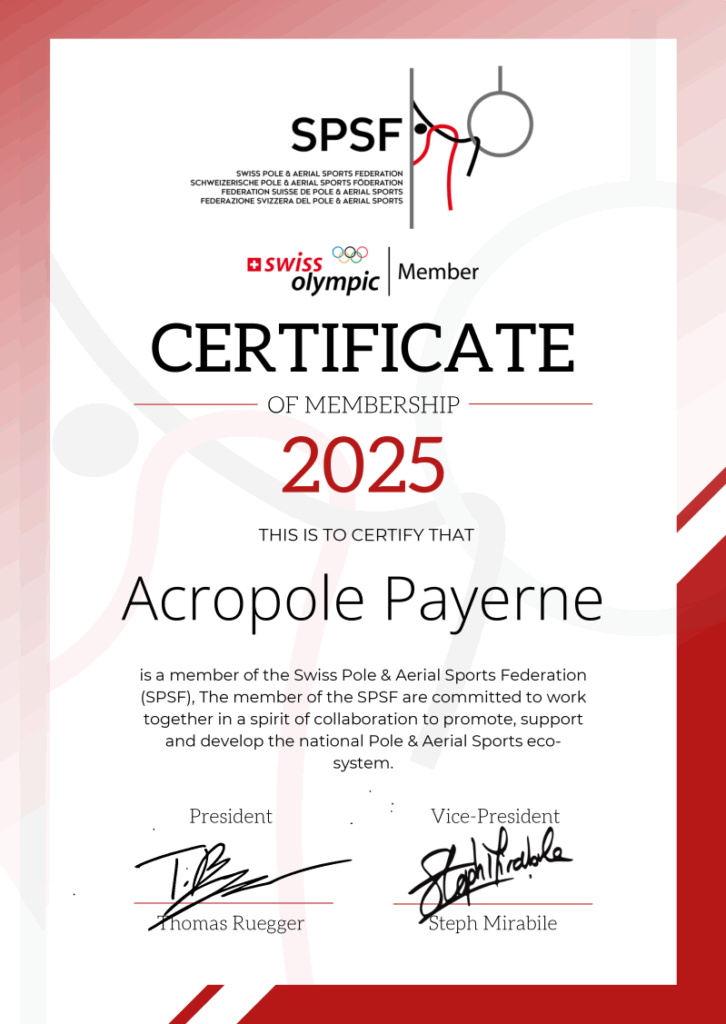 SPSF
SWISS POLE & AERIAL SPORTS FEDERATION
SCHWEIZERISCHE POLE & AERIAL SPORTS FÖDERATION
FEDERATION SUISSE DE POLE & AERIAL SPORTS
FEDERAZIONE SVIZZERA DEL POLE & AERIAL SPORTS
swiss
olympic
Member
CERTIFICATE
OF MEMBERSHIP
2025
THIS IS TO CERTIFY THAT
Acropole Payerne
is a member of the Swiss Pole & Aerial Sports Federation
(SPSF), The member of the SPSF are committed to work
together in a spirit of collaboration to promote, support
and develop the national Pole & Aerial Sports eco-
system.
President
Vice-President
Steph Mirabile
Thomas Ruegger
Steph Mirabile